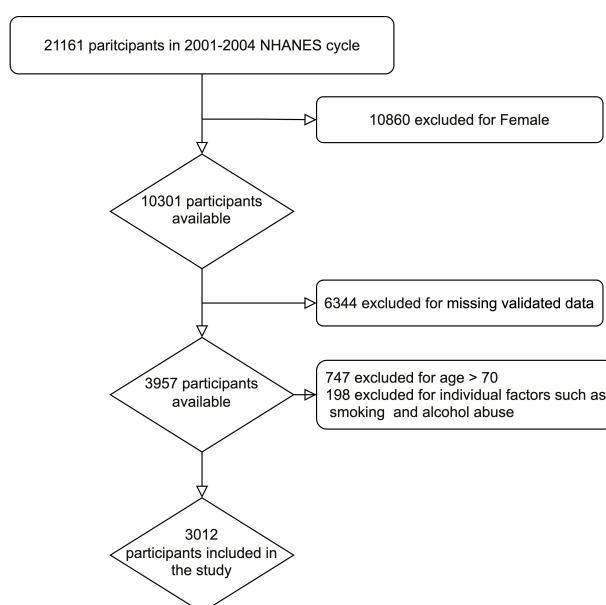 21161 paritcipants in 2001-2004 NHANES cycle
10860 excluded for Female
10301 participants
available
6344 excluded for missing validated data
3957 participants
available
747 excluded for age > 70
198 excluded for individual factors such as
smoking and alcohol abuse
3012
participants included in
the study